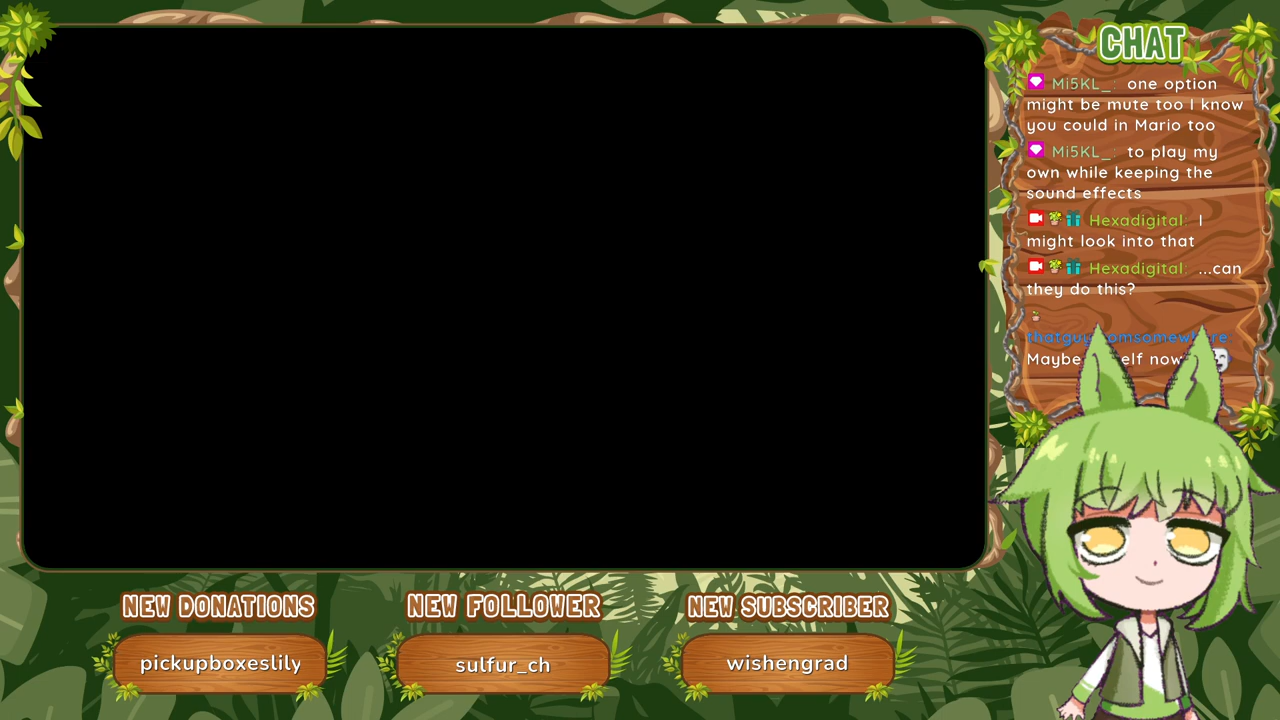 CHAT
Mi5KL_: one option
might be mute too I know
you could in Mario too
Mi5KL_: to play my
own while keeping the
sound effects
Hexadigital: I
might look into that
Hexadigital: ...can
they do this?
Maybe now
NEW DONATIONS
pickupboxeslily
NEW FOLLOWER
sulfur_ch
NEW SUBSCRIBER
wishengrad